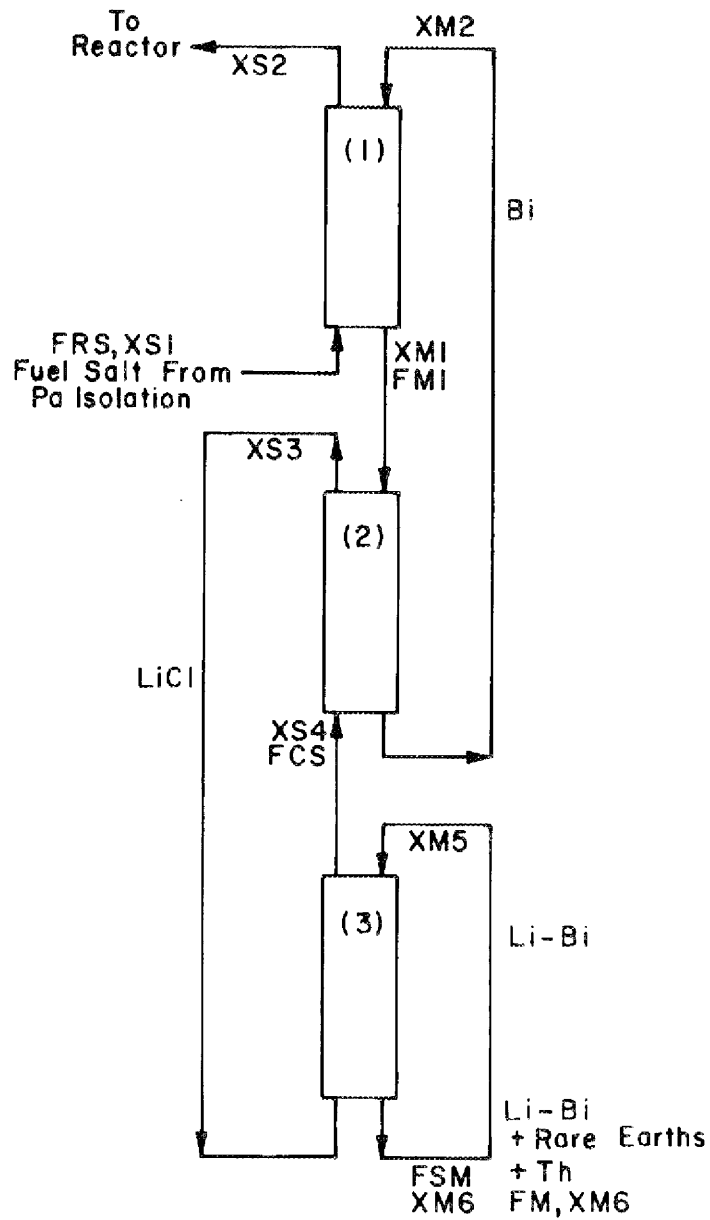 To
Reactor
XS2
XM2
(1)
Bi
FRS, XS1
Fuel Salt From
Pa Isolation
XM1
FM1
XS3
(2)
LiCl
XS4
FCS
XM5
(3)
Li-Bi
Li-Bi
+ Rare Earths
+ Th
FM, XM6
FSM
XM6